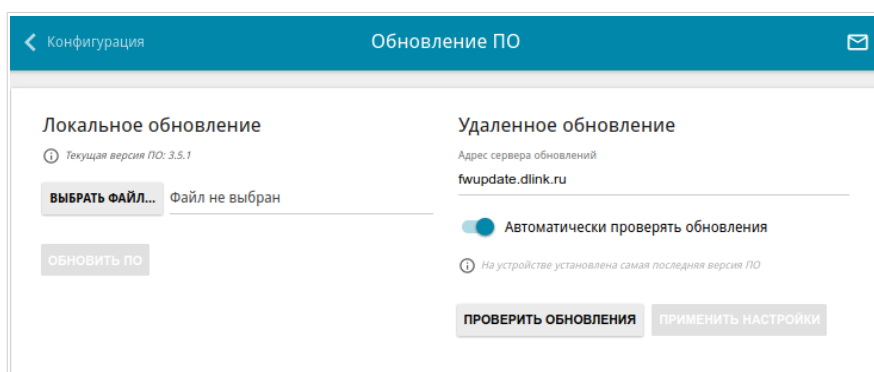 Конфигурация
Обновление ПО
Локальное обновление
Текущая версия ПО: 3.5.1
ВЫБРАТЬ ФАЙЛ...
Файл не выбран
ОБНОВИТЬ ПО
Удаленное обновление
Адрес сервера обновлений
fwupdate.dlink.ru
Автоматически проверять обновления
На устройстве установлена самая последняя версия ПО
ПРОВЕРИТЬ ОБНОВЛЕНИЯ
ПРИМЕНИТЬ НАСТРОЙКИ